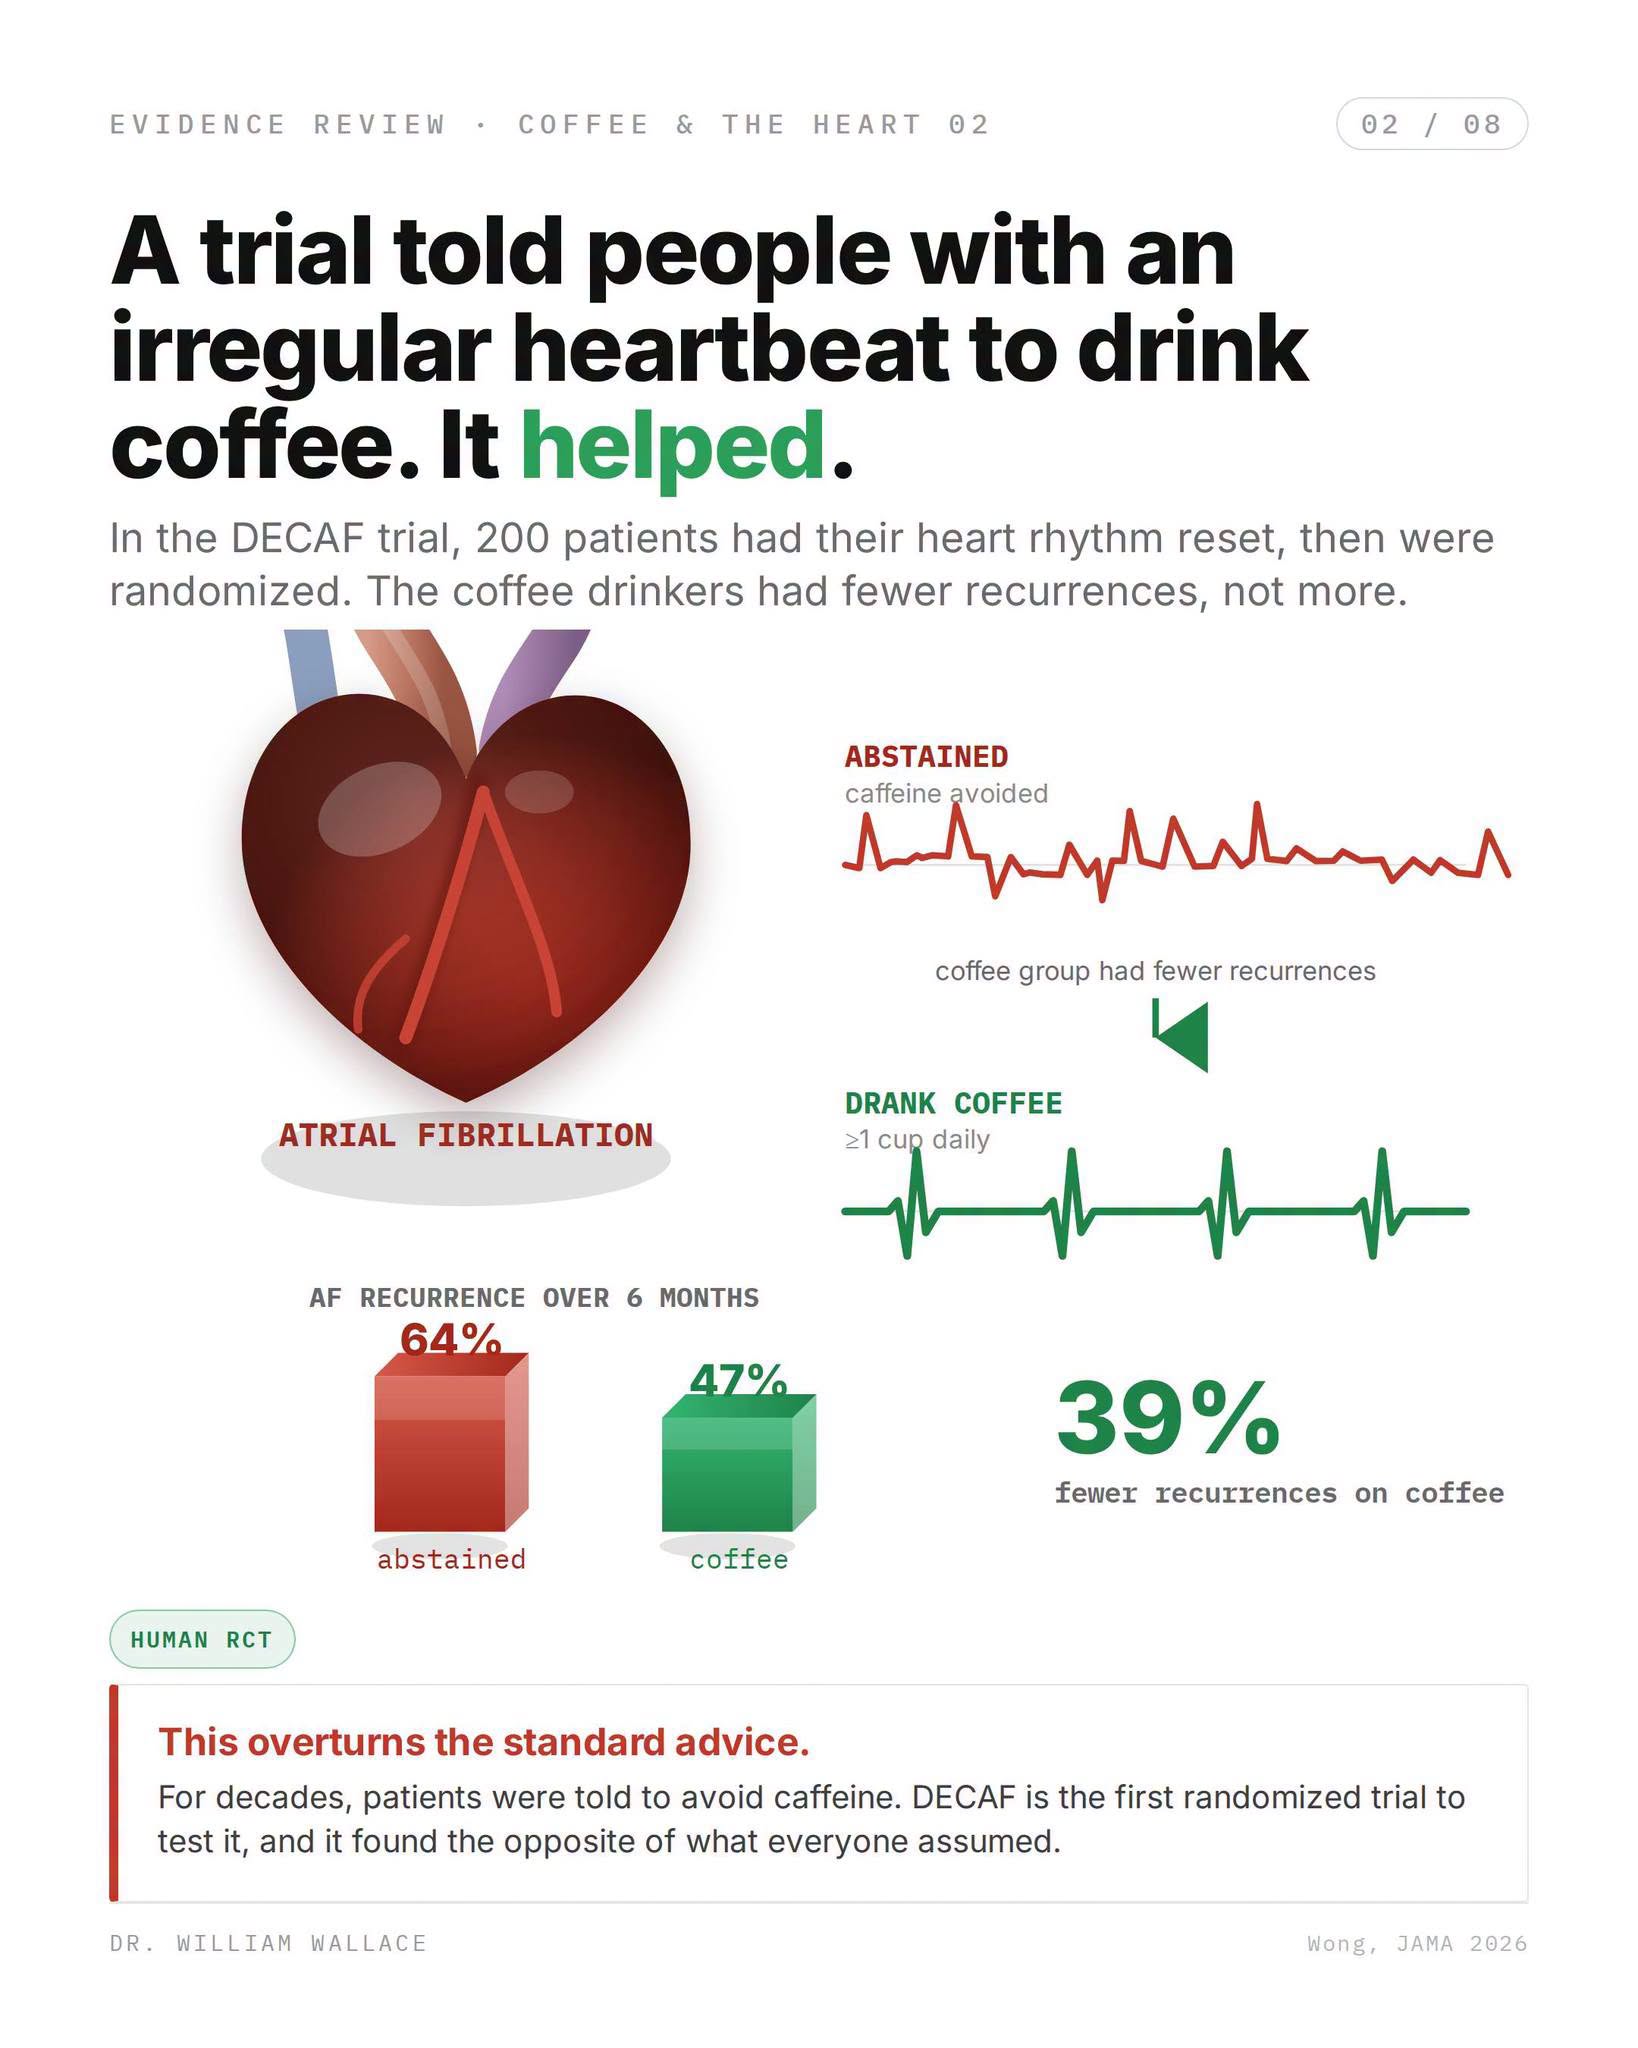 EVIDENCE REVIEW · COFFEE & THE HEART 02
02 / 08
A trial told people with an
irregular heartbeat to drink
coffee. It helped.
In the DECAF trial, 200 patients had their heart rhythm reset, then were
randomized. The coffee drinkers had fewer recurrences, not more.
ATRIAL FIBRILLATION
ABSTAINED
caffeine avoided
coffee group had fewer recurrences
DRANK COFFEE
≥1 cup daily
AF RECURRENCE OVER 6 MONTHS
64%
47%
abstained
coffee
39%
fewer recurrences on coffee
HUMAN RCT
This overturns the standard advice.
For decades, patients were told to avoid caffeine. DECAF is the first randomized trial to
test it, and it found the opposite of what everyone assumed.
DR. WILLIAM WALLACE
Wong, JAMA 2026